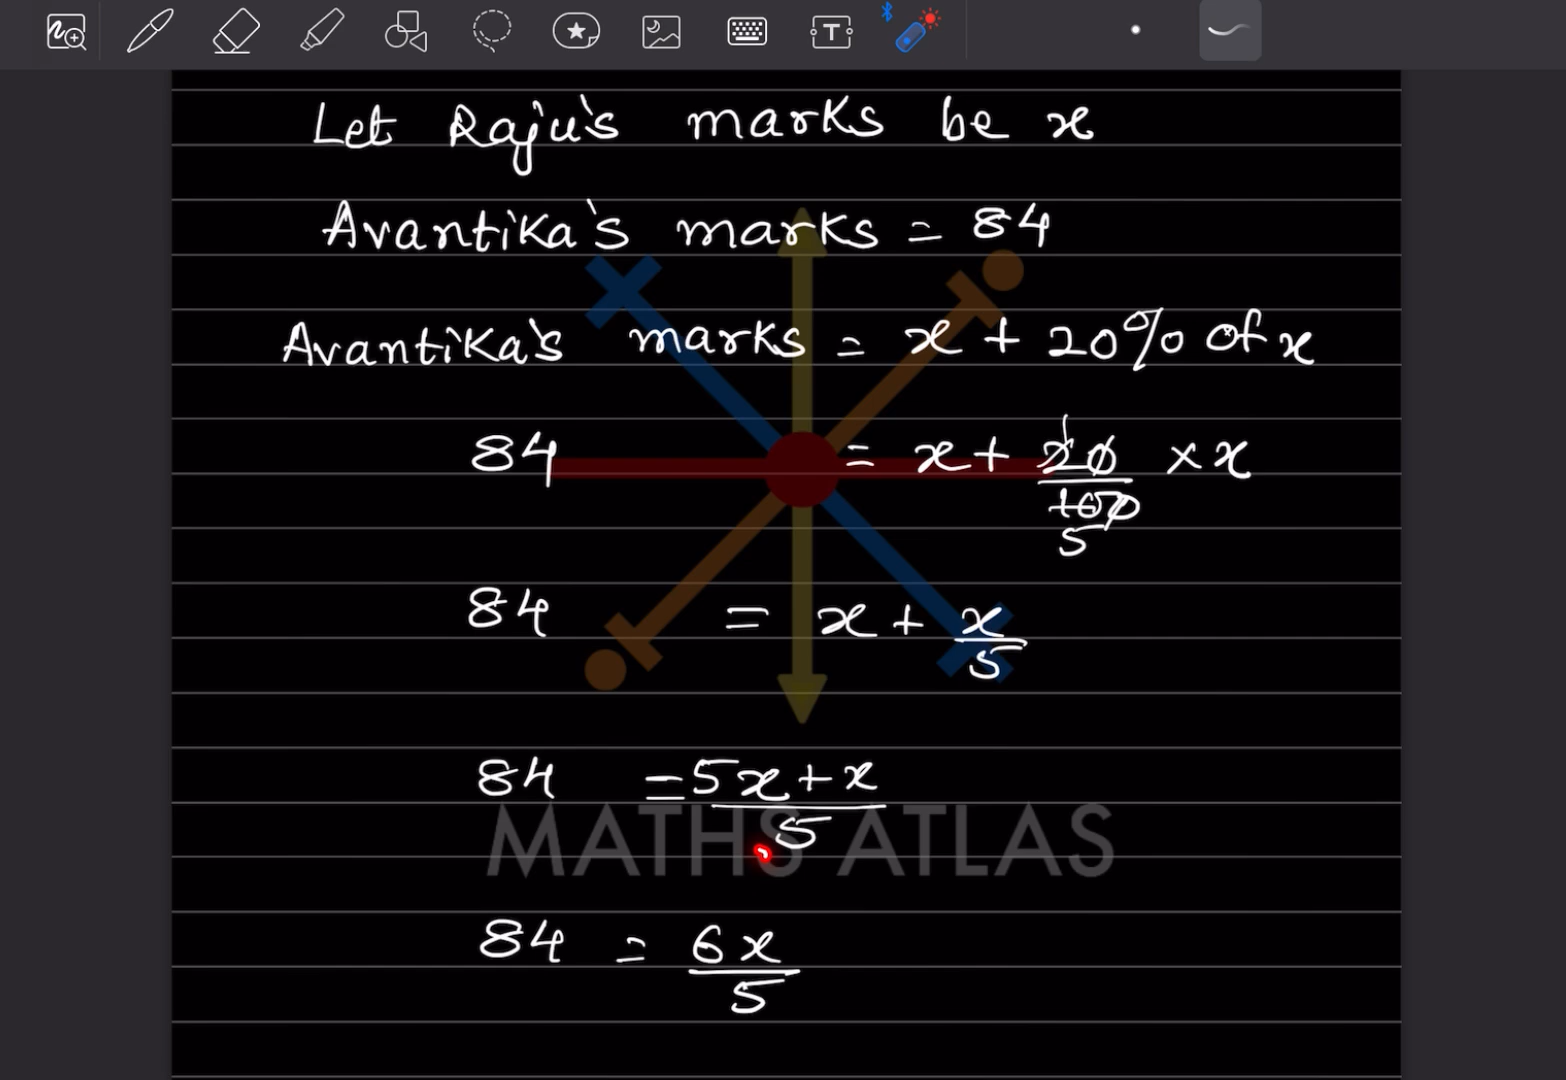 Let Raju's marks be x
Avantika's marks = 84
Avantika's marks = x + 20% of x
84 = x + 20/100 × x
1
5
84 = x + x/5
84 = 5x+x/5
MATHS ATLAS
84 = 6x/5